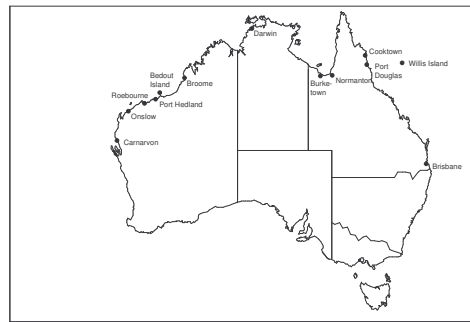 Darwin
Cooktown
Willis Island
Port
Douglas
Bedout
Island
Broome
Burke-
town
Normanton
Roebourne
Port Hedland
Onslow
Carnarvon
Brisbane